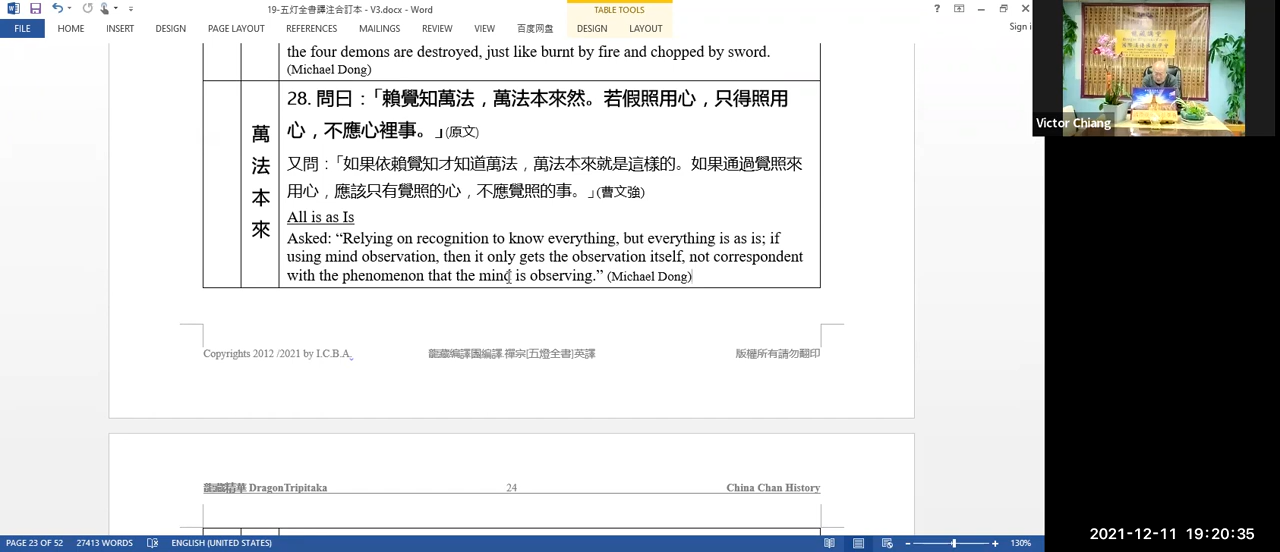 19-五灯全書譯注合訂本 - V3.docx - Word
TABLE TOOLS
Sign in
FILE HOME INSERT DESIGN PAGE LAYOUT REFERENCES MAILINGS REVIEW VIEW 百度网盘 DESIGN LAYOUT
the four demons are destroyed, just like burnt by fire and chopped by sword.
(Michael Dong)
萬法本來
28. 問曰：「賴覺知萬法，萬法本來然。若假照用心，只得照用
心，不應心裡事。」(原文)
又問：「如果依賴覺知才知道萬法，萬法本來就是這樣的。如果通過覺照來
用心，應該只有覺照的心，不應覺照的事。」(曹文強)
All is as Is
Asked: “Relying on recognition to know everything, but everything is as is; if
using mind observation, then it only gets the observation itself, not correspondent
with the phenomenon that the mind is observing.” (Michael Dong)
Copyrights 2012 /2021 by I.C.B.A. 龍藏编譯團編譯.禪宗[五燈全書]英譯 版權所有請勿翻印
龍藏精華 DragonTripitaka 24 China Chan History
PAGE 23 OF 52 27413 WORDS ENGLISH (UNITED STATES) 130%
Victor Chiang
2021-12-11 19:20:35